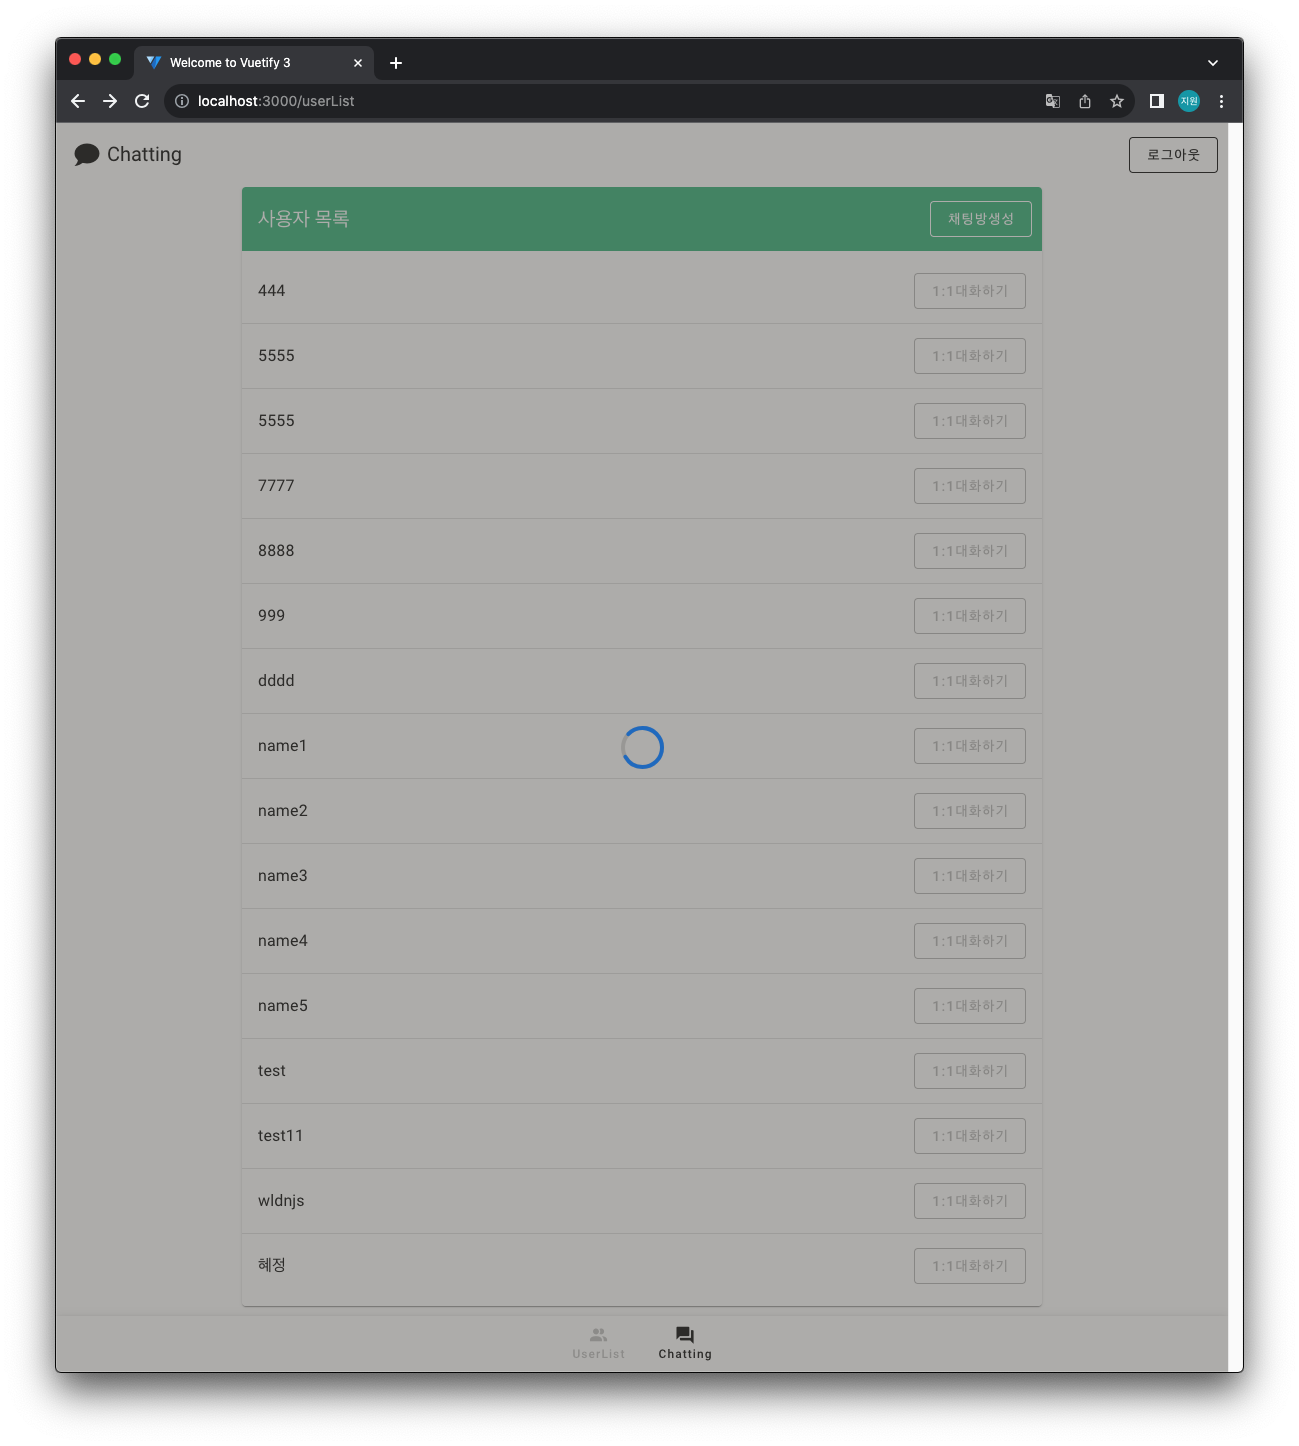 Welcome to Vuetify 3
localhost:3000/userList
지원
Chatting
로그아웃
사용자 목록
채팅방생성
444
1:1대화하기
5555
1:1대화하기
5555
1:1대화하기
7777
1:1대화하기
8888
1:1대화하기
999
1:1대화하기
dddd
1:1대화하기
name1
1:1대화하기
name2
1:1대화하기
name3
1:1대화하기
name4
1:1대화하기
name5
1:1대화하기
test
1:1대화하기
test11
1:1대화하기
wldnjs
1:1대화하기
혜정
1:1대화하기
UserList
Chatting